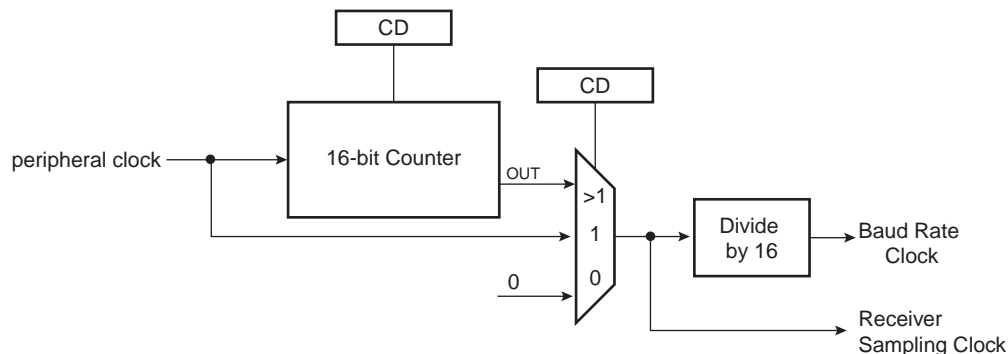 CD
CD
peripheral clock
16-bit Counter
OUT
>1
1
0
0
Divide
by 16
Baud Rate
Clock
Receiver
Sampling Clock